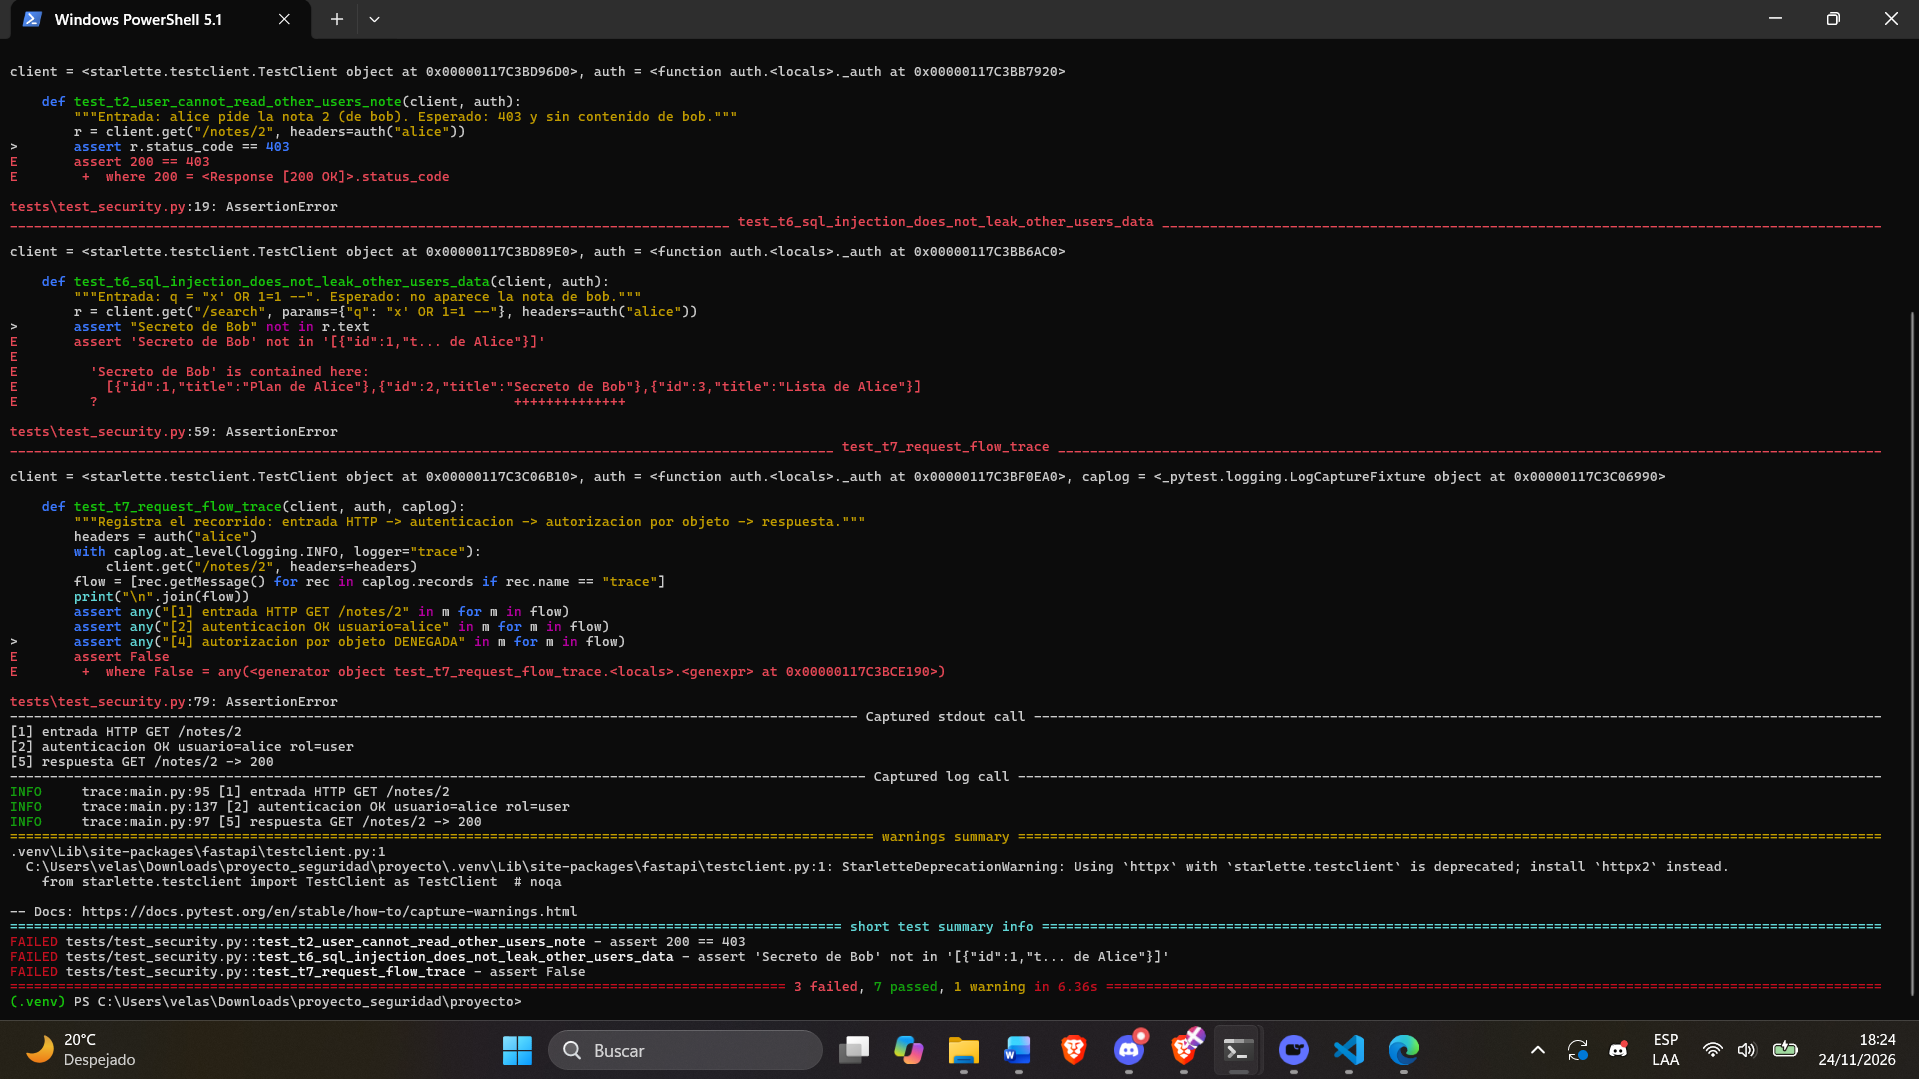 Windows PowerShell 5.1
client = <starlette.testclient.TestClient object at 0x00000117C3BD96D0>, auth = <function auth.<locals>._auth at 0x00000117C3BB7920>
def test_t2_user_cannot_read_other_users_note(client, auth):
"""Entrada: alice pide la nota 2 (de bob). Esperado: 403 y sin contenido de bob."""
r = client.get("/notes/2", headers=auth("alice"))
> assert r.status_code == 403
E assert 200 == 403
E + where 200 = <Response [200 OK]>.status_code
tests\test_security.py:19: AssertionError
test_t6_sql_injection_does_not_leak_other_users_data
client = <starlette.testclient.TestClient object at 0x00000117C3BD89E0>, auth = <function auth.<locals>._auth at 0x00000117C3BB6AC0>
def test_t6_sql_injection_does_not_leak_other_users_data(client, auth):
"""Entrada: q = "x' OR 1=1 --". Esperado: no aparece la nota de bob."""
r = client.get("/search", params={"q": "x' OR 1=1 --"}, headers=auth("alice"))
> assert "Secreto de Bob" not in r.text
E assert 'Secreto de Bob' not in '[{"id":1,"t... de Alice"}]'
E
E 'Secreto de Bob' is contained here:
E [{"id":1,"title":"Plan de Alice"},{"id":2,"title":"Secreto de Bob"},{"id":3,"title":"Lista de Alice"}]
E ? ++++++++++++++
tests\test_security.py:59: AssertionError
test_t7_request_flow_trace
client = <starlette.testclient.TestClient object at 0x00000117C3C06B10>, auth = <function auth.<locals>._auth at 0x00000117C3BF0EA0>, caplog = <_pytest.logging.LogCaptureFixture object at 0x00000117C3C06990>
def test_t7_request_flow_trace(client, auth, caplog):
"""Registra el recorrido: entrada HTTP -> autenticacion -> autorizacion por objeto -> respuesta."""
headers = auth("alice")
with caplog.at_level(logging.INFO, logger="trace"):
client.get("/notes/2", headers=headers)
flow = [rec.getMessage() for rec in caplog.records if rec.name == "trace"]
print("\n".join(flow))
assert any("[1] entrada HTTP GET /notes/2" in m for m in flow)
assert any("[2] autenticacion OK usuario=alice" in m for m in flow)
> assert any("[4] autorizacion por objeto DENEGADA" in m for m in flow)
E assert False
E + where False = any(<generator object test_t7_request_flow_trace.<locals>.<genexpr> at 0x00000117C3BCE190>)
tests\test_security.py:79: AssertionError
Captured stdout call
[1] entrada HTTP GET /notes/2
[2] autenticacion OK usuario=alice rol=user
[5] respuesta GET /notes/2 -> 200
Captured log call
INFO trace:main.py:95 [1] entrada HTTP GET /notes/2
INFO trace:main.py:137 [2] autenticacion OK usuario=alice rol=user
INFO trace:main.py:97 [5] respuesta GET /notes/2 -> 200
warnings summary
.venv\Lib\site-packages\fastapi\testclient.py:1
C:\Users\velas\Downloads\proyecto_seguridad\proyecto\.venv\Lib\site-packages\fastapi\testclient.py:1: StarletteDeprecationWarning: Using `httpx` with `starlette.testclient` is deprecated; install `httpx2` instead.
from starlette.testclient import TestClient as TestClient # noqa
-- Docs: https://docs.pytest.org/en/stable/how-to/capture-warnings.html
short test summary info
FAILED tests/test_security.py::test_t2_user_cannot_read_other_users_note - assert 200 == 403
FAILED tests/test_security.py::test_t6_sql_injection_does_not_leak_other_users_data - assert 'Secreto de Bob' not in '[{"id":1,"t... de Alice"}]'
FAILED tests/test_security.py::test_t7_request_flow_trace - assert False
3 failed, 7 passed, 1 warning in 6.36s
(.venv) PS C:\Users\velas\Downloads\proyecto_seguridad\proyecto>
20°C
Despejado
Buscar
ESP
LAA
18:24
24/11/2026